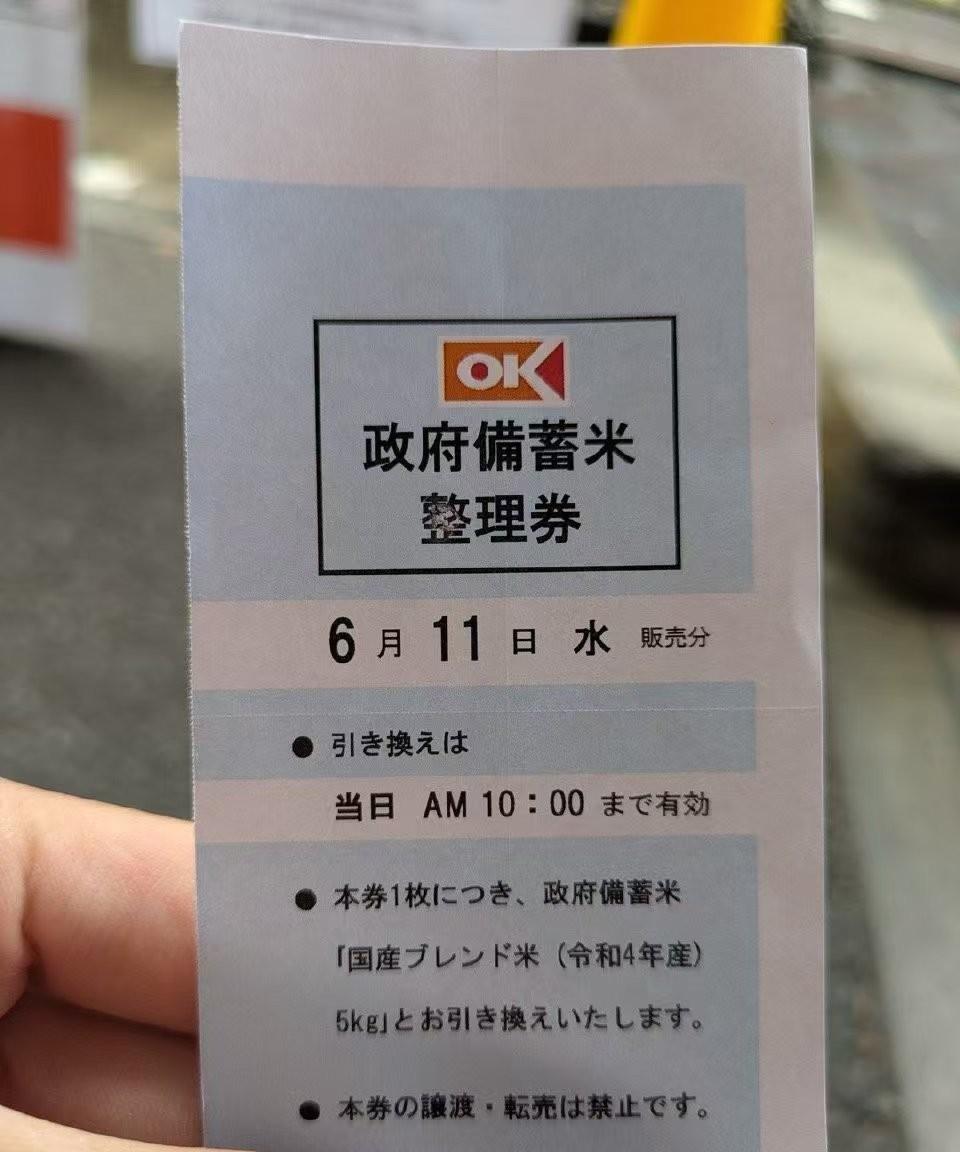 OK
政府備蓄米
整理券
6月11日 水 販売分
● 引き換えは
当日 AM 10:00 まで有効
● 本券1枚につき、政府備蓄米
「国産ブレンド米(令和4年産)
5kg」とお引き換えいたします。
● 本券の譲渡・転売は禁止です。